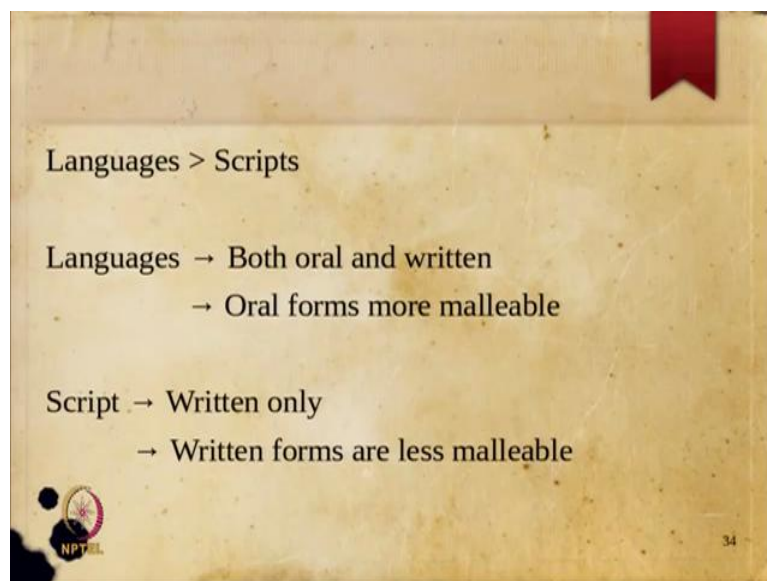 Languages > Scripts
Languages → Both oral and written
→ Oral forms more malleable
Script → Written only
→ Written forms are less malleable
NPTEL
34